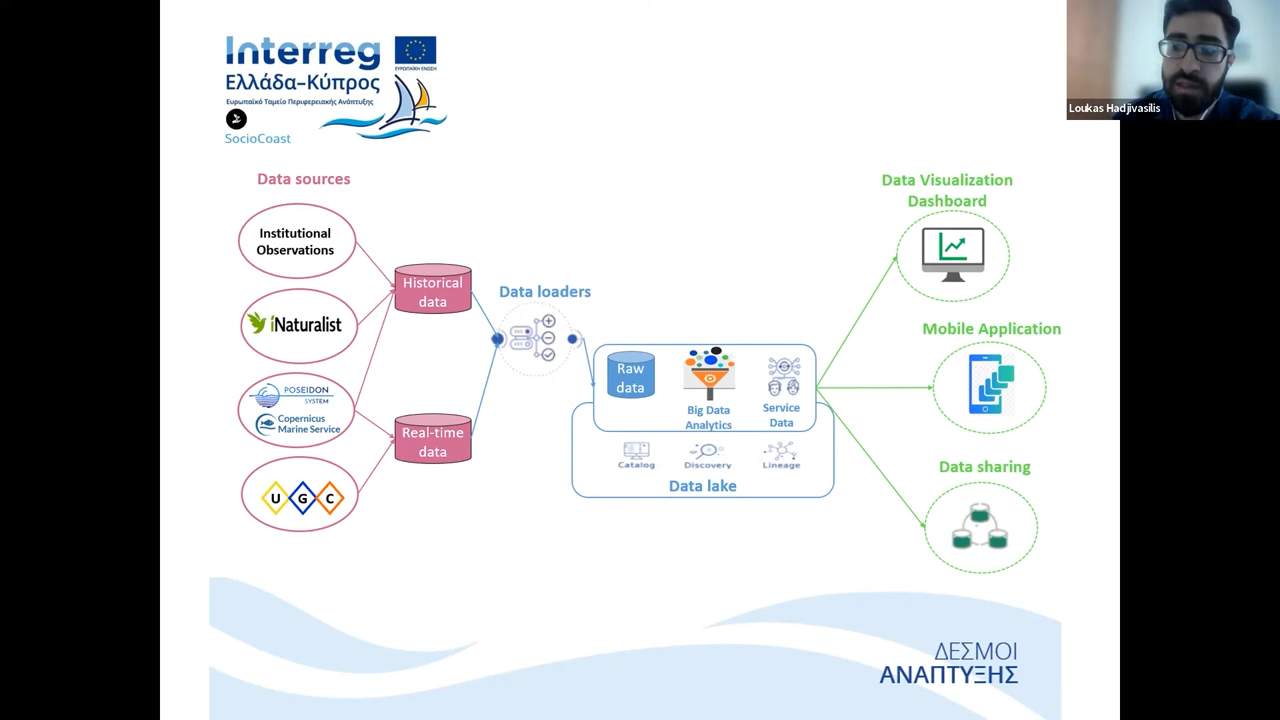 Interreg
ΕΥΡΩΠΑΪΚΗ ΕΝΩΣΗ
Ελλάδα-Κύπρος
Ευρωπαϊκό Ταμείο Περιφερειακής Ανάπτυξης
SocioCoast
Loukas Hadjivasilis
Data sources
Institutional
Observations
iNaturalist
POSEIDON
SYSTEM
Copernicus
Marine Service
U G C
Historical
data
Real-time
data
Data loaders
Raw
data
Big Data
Analytics
Service
Data
Catalog
Discovery
Lineage
Data lake
Data Visualization
Dashboard
Mobile Application
Data sharing
ΔΕΣΜΟΙ
ΑΝΑΠΤΥΞΗΣ